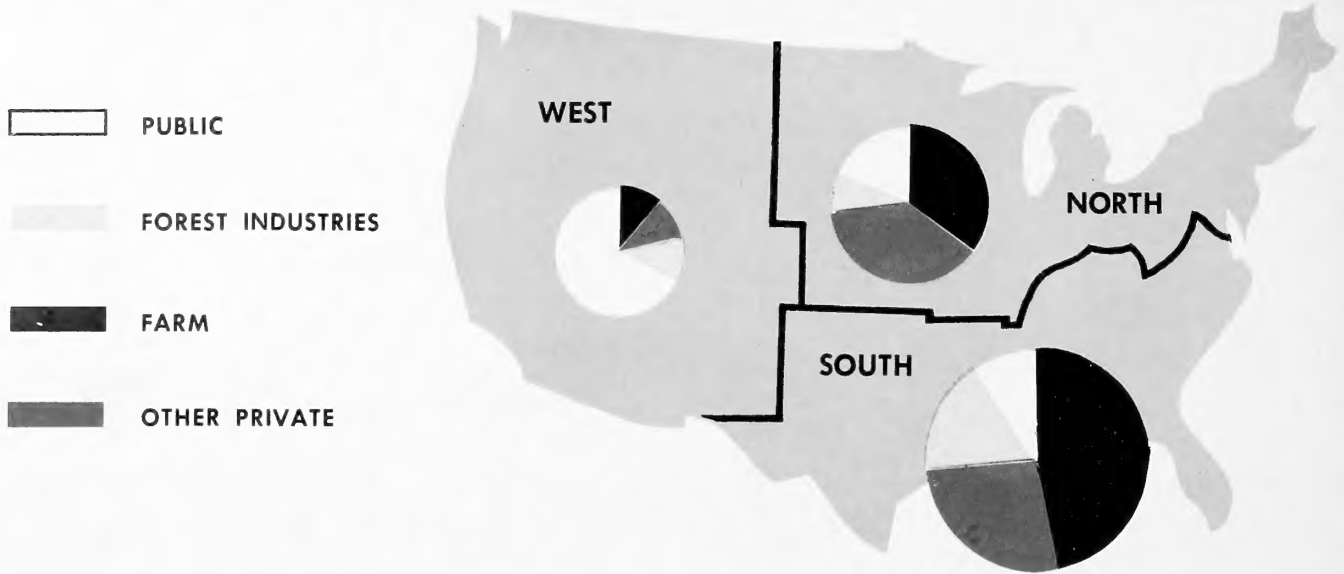 PUBLIC
FOREST INDUSTRIES
FARM
OTHER PRIVATE
WEST
NORTH
SOUTH